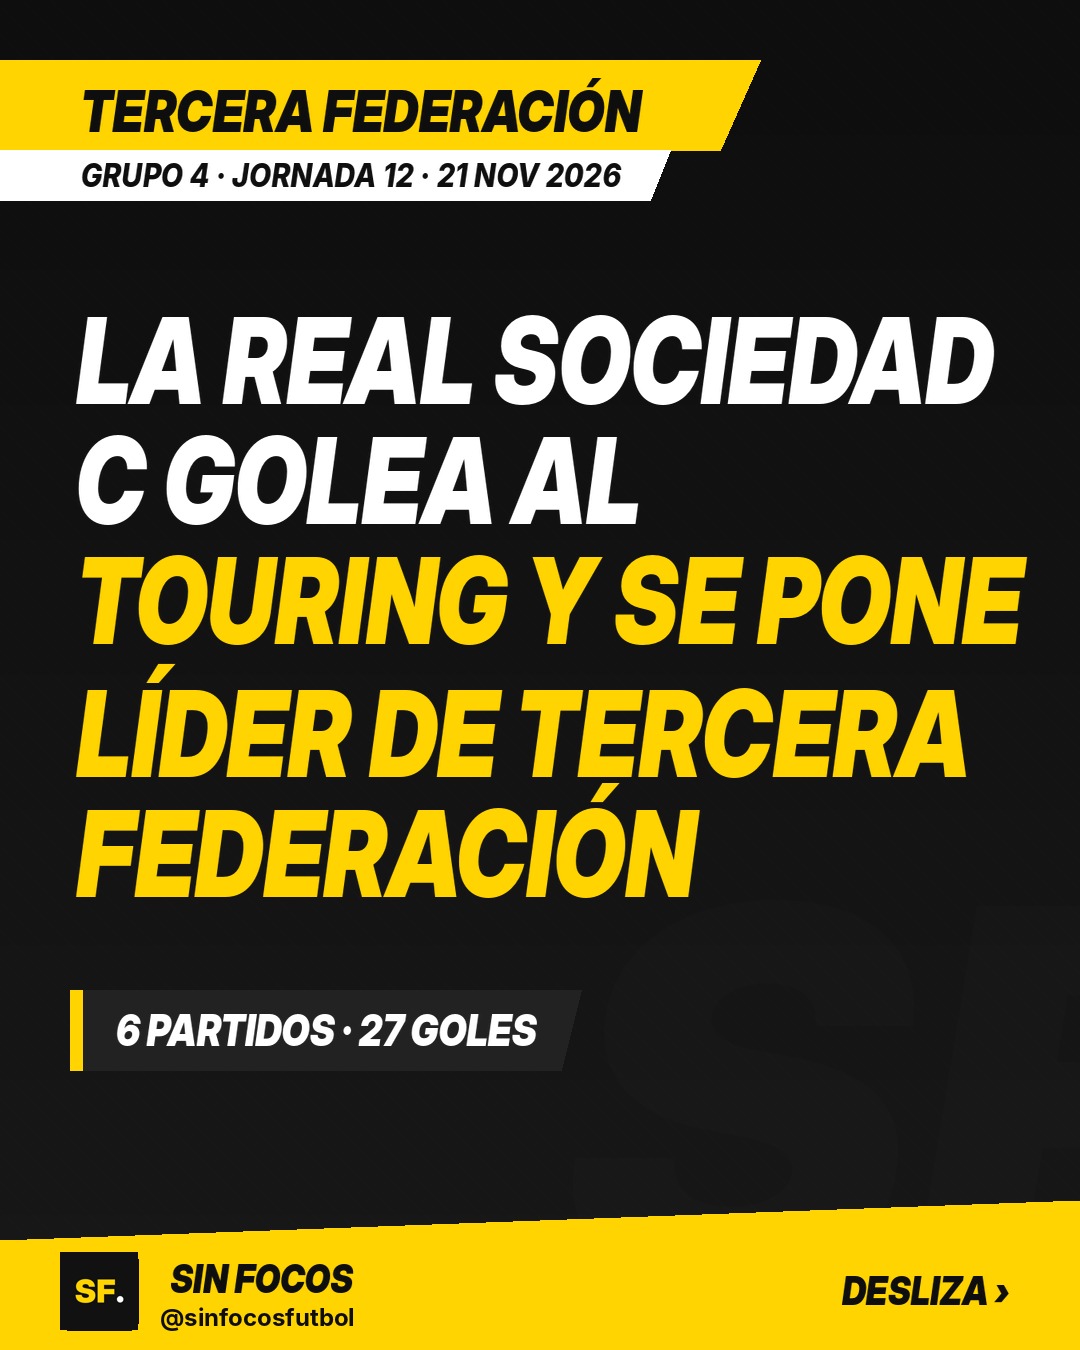 TERCERA FEDERACIÓN
GRUPO 4 · JORNADA 12 · 21 NOV 2026
LA REAL SOCIEDAD
C GOLEA AL
TOURING Y SE PONE
LÍDER DE TERCERA
FEDERACIÓN
6 PARTIDOS · 27 GOLES
SF
SF.
SIN FOCOS
@sinfocosfutbol
DESLIZA ›